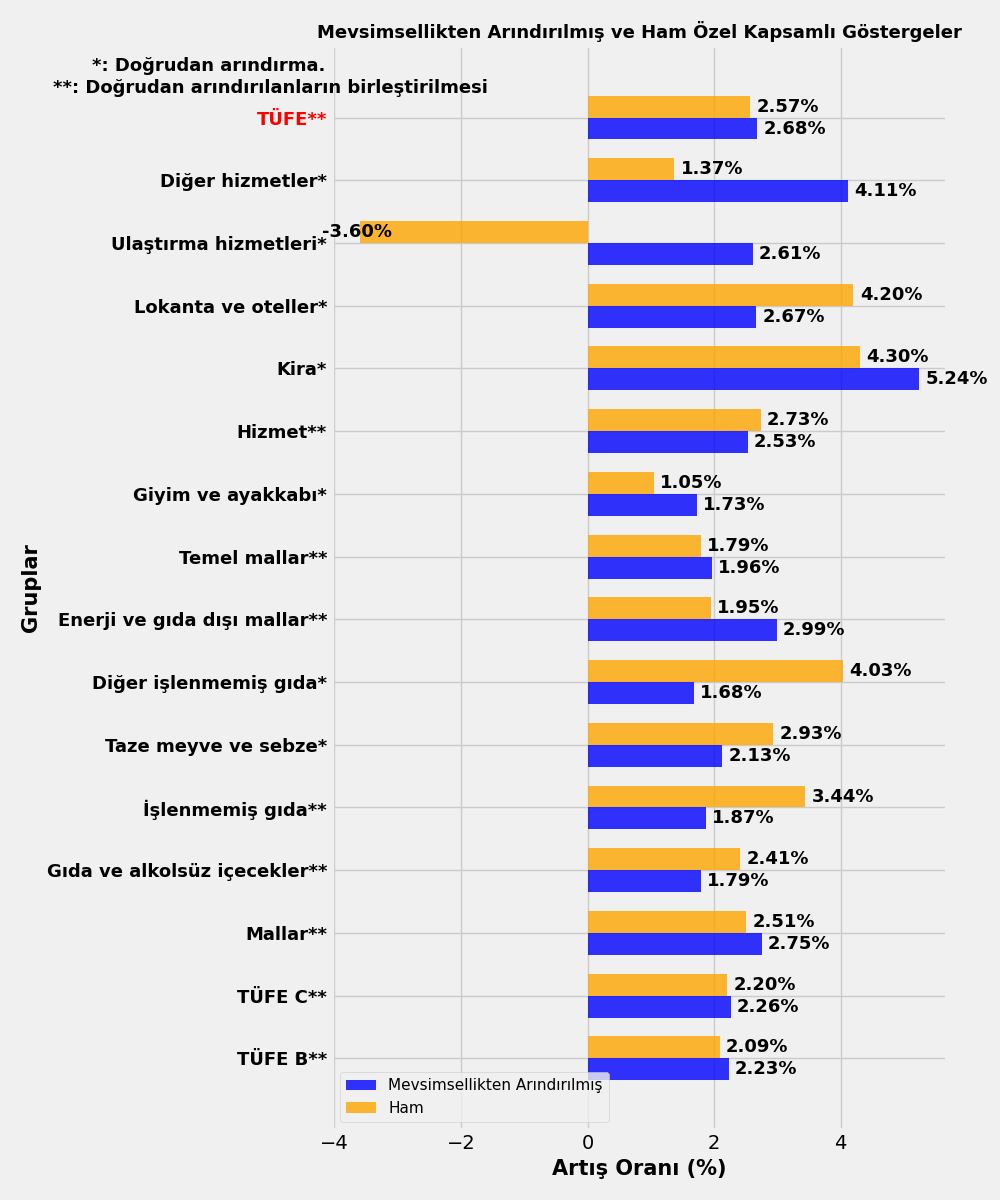 Mevsimsellikten Arındırılmış ve Ham Özel Kapsamlı Göstergeler
*: Doğrudan arındırma.
**: Doğrudan arındırılanların birleştirilmesi
TÜFE**
2.57%
2.68%
Diğer hizmetler*
1.37%
4.11%
Ulaştırma hizmetleri*
-3.60%
2.61%
Lokanta ve oteller*
4.20%
2.67%
Kira*
4.30%
5.24%
Hizmet**
2.73%
2.53%
Giyim ve ayakkabı*
1.05%
1.73%
Temel mallar**
1.79%
1.96%
Enerji ve gıda dışı mallar**
1.95%
2.99%
Diğer işlenmemiş gıda*
4.03%
1.68%
Taze meyve ve sebze*
2.93%
2.13%
İşlenmemiş gıda**
3.44%
1.87%
Gıda ve alkolsüz içecekler**
2.41%
1.79%
Mallar**
2.51%
2.75%
TÜFE C**
2.20%
2.26%
TÜFE B**
2.09%
2.23%
Gruplar
Mevsimsellikten Arındırılmış
Ham
−4 −2 0 2 4
Artış Oranı (%)